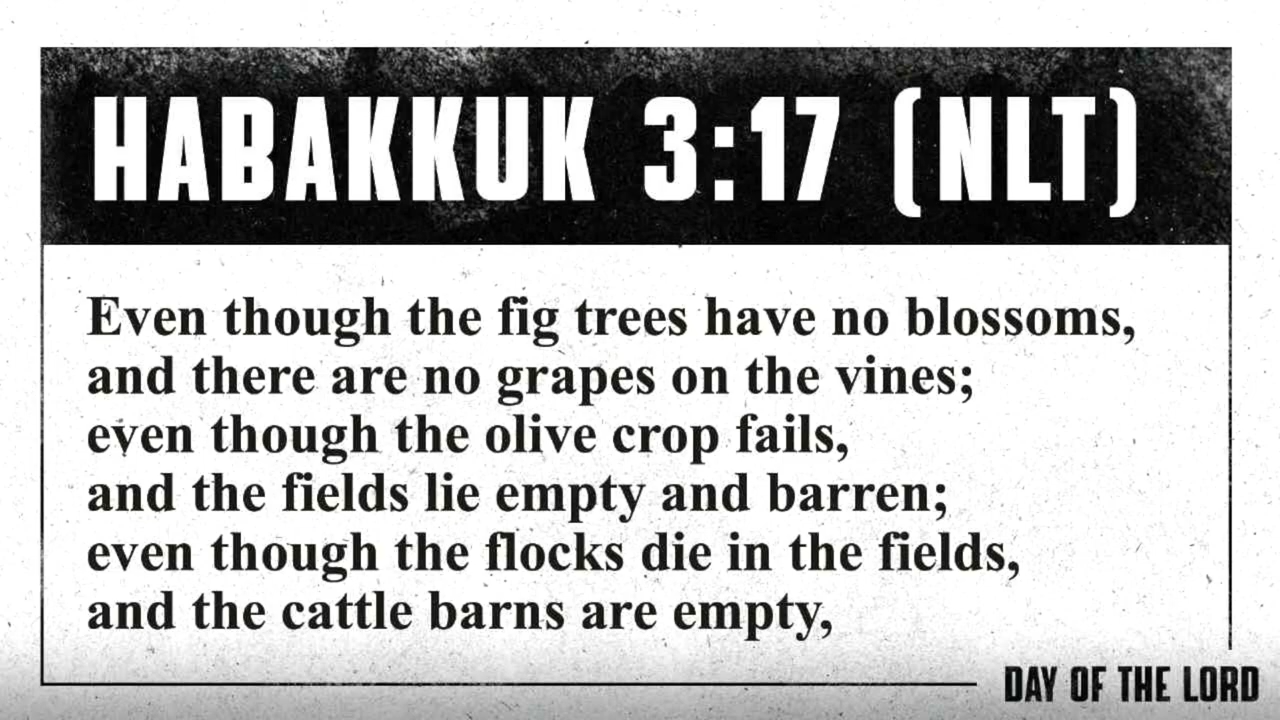 HABAKKUK 3:17 (NLT)
Even though the fig trees have no blossoms,
and there are no grapes on the vines;
even though the olive crop fails,
and the fields lie empty and barren;
even though the flocks die in the fields,
and the cattle barns are empty,
DAY OF THE LORD